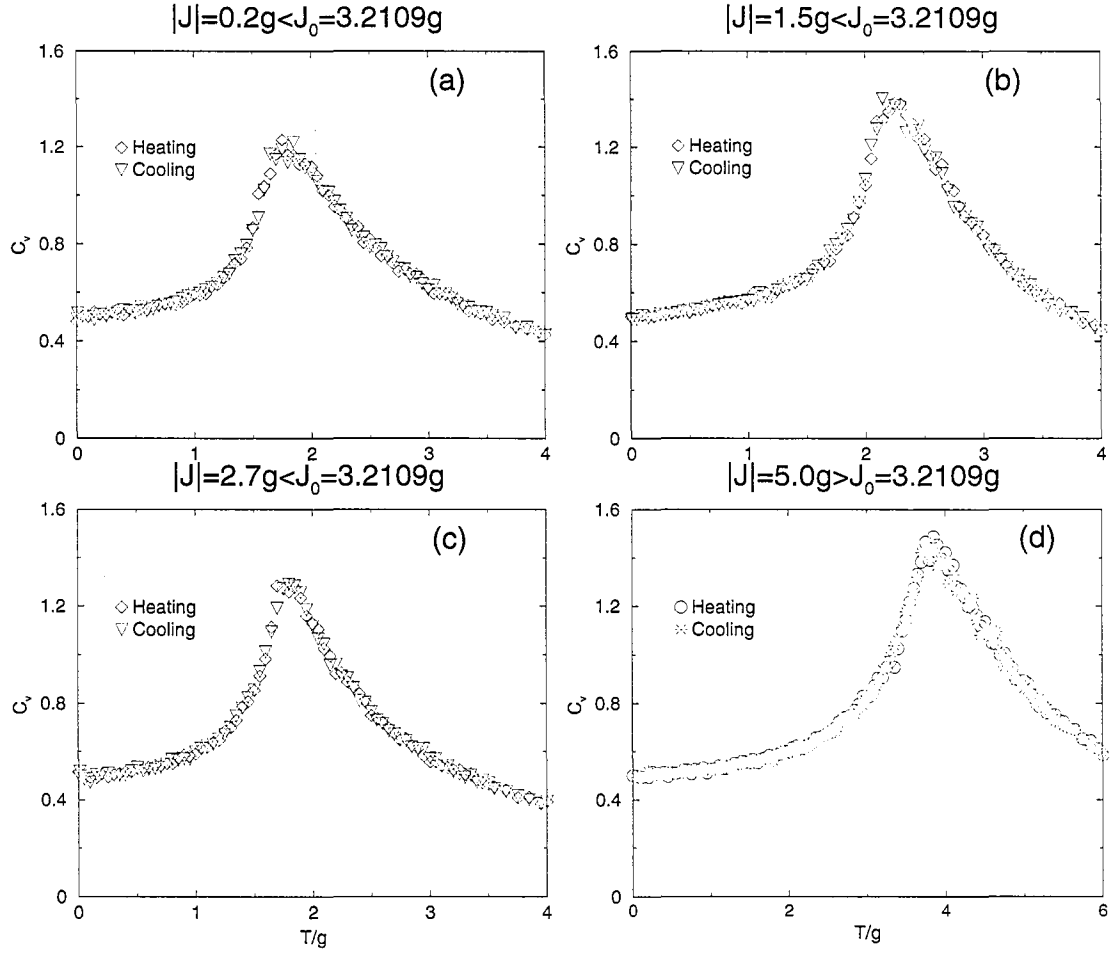 |J|=0.2g<J₀=3.2109g
(a)
1.6
1.2
0.8
0.4
0
Cᵥ
Heating
Cooling
0 1 2 3 4
|J|=1.5g<J₀=3.2109g
(b)
1.6
1.2
0.8
0.4
0
Cᵥ
Heating
Cooling
0 1 2 3 4
|J|=2.7g<J₀=3.2109g
(c)
1.6
1.2
0.8
0.4
0
Cᵥ
Heating
Cooling
0 1 2 3 4
T/g
|J|=5.0g>J₀=3.2109g
(d)
1.6
1.2
0.8
0.4
0
Cᵥ
Heating
Cooling
0 2 4 6
T/g